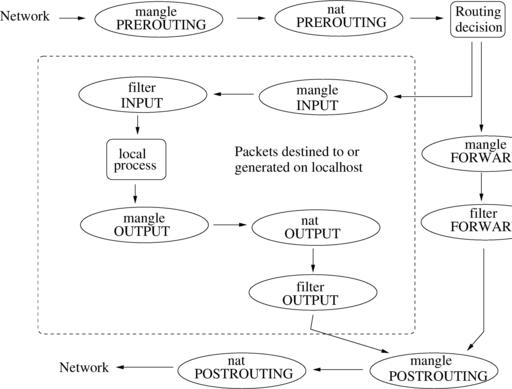 Network
mangle
PREROUTING
nat
PREROUTING
Routing
decision
filter
INPUT
mangle
INPUT
local
process
Packets destined to or
generated on localhost
mangle
FORWAR
mangle
OUTPUT
nat
OUTPUT
filter
FORWAR
filter
OUTPUT
Network
nat
POSTROUTING
mangle
POSTROUTING